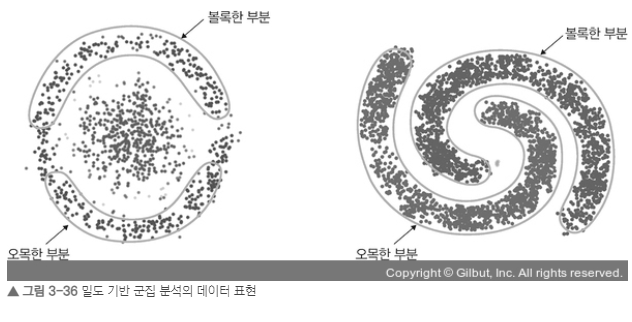 볼록한 부분
볼록한 부분
오목한 부분
오목한 부분
Copyright © Gilbut, Inc. All rights reserved.
▲ 그림 3-36 밀도 기반 군집 분석의 데이터 표현